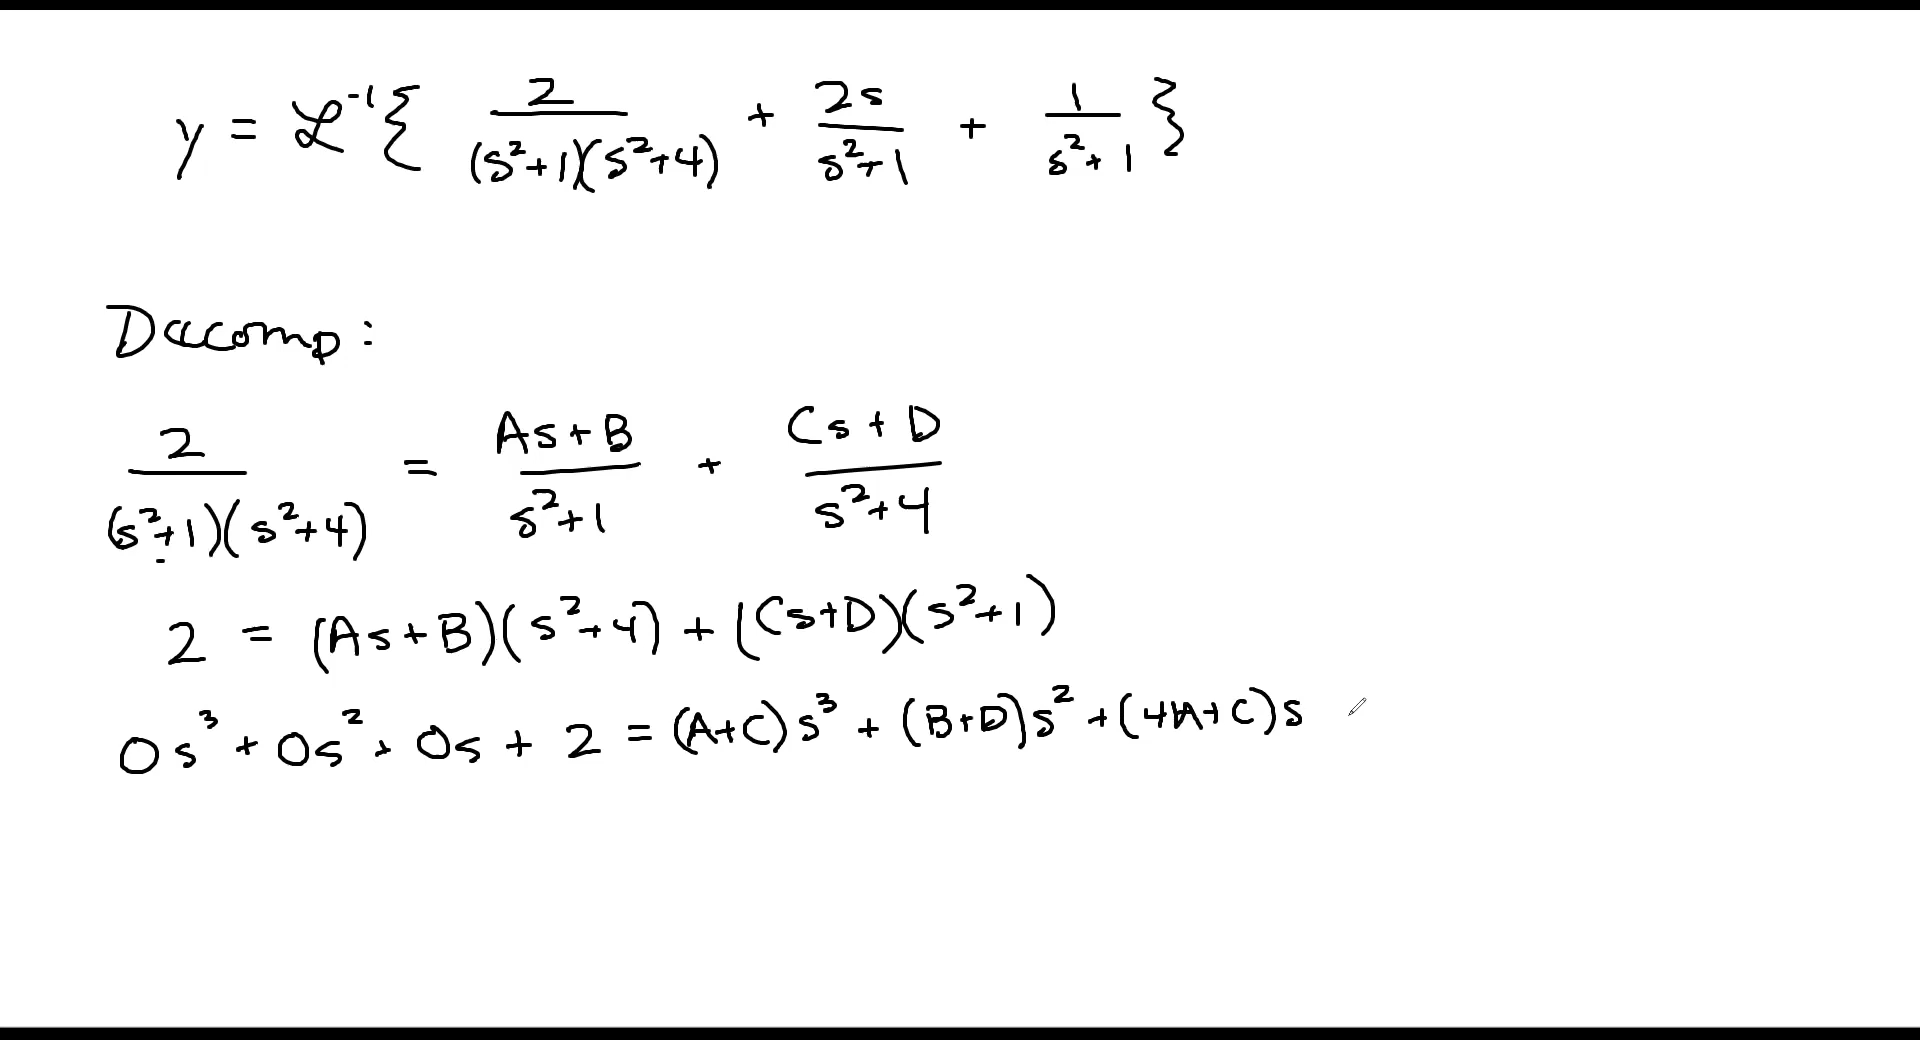 y = ℒ⁻¹{ 2/((s²+1)(s²+4)) + 2s/(s²+1) + 1/(s²+1) }
Decomp:
2/((s²+1)(s²+4)) = (As+B)/(s²+1) + (Cs+D)/(s²+4)
2 = (As+B)(s²+4) + (Cs+D)(s²+1)
0s³ + 0s² + 0s + 2 = (A+C)s³ + (B+D)s² + (4A+C)s